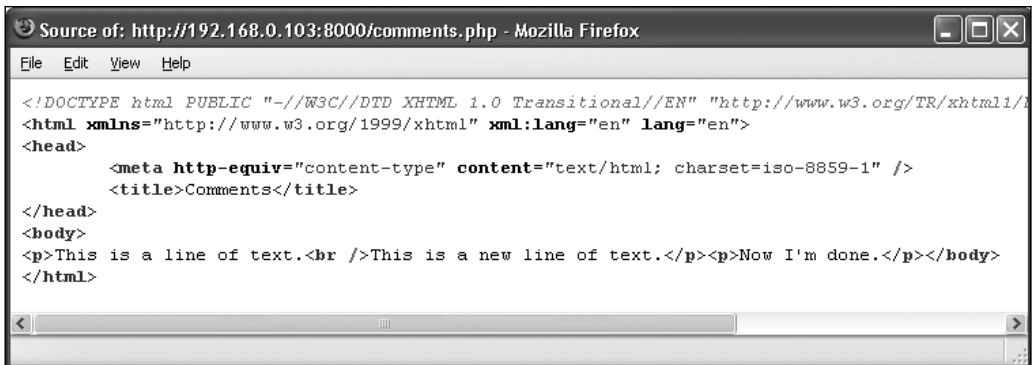 Source of: http://192.168.0.103:8000/comments.php - Mozilla Firefox
File Edit View Help
<!DOCTYPE html PUBLIC "-//W3C//DTD XHTML 1.0 Transitional//EN" "http://www.w3.org/TR/xhtml1/
<html xmlns="http://www.w3.org/1999/xhtml" xml:lang="en" lang="en">
<head>
<meta http-equiv="content-type" content="text/html; charset=iso-8859-1" />
<title>Comments</title>
</head>
<body>
<p>This is a line of text.<br />This is a new line of text.</p><p>Now I'm done.</p></body>
</html>